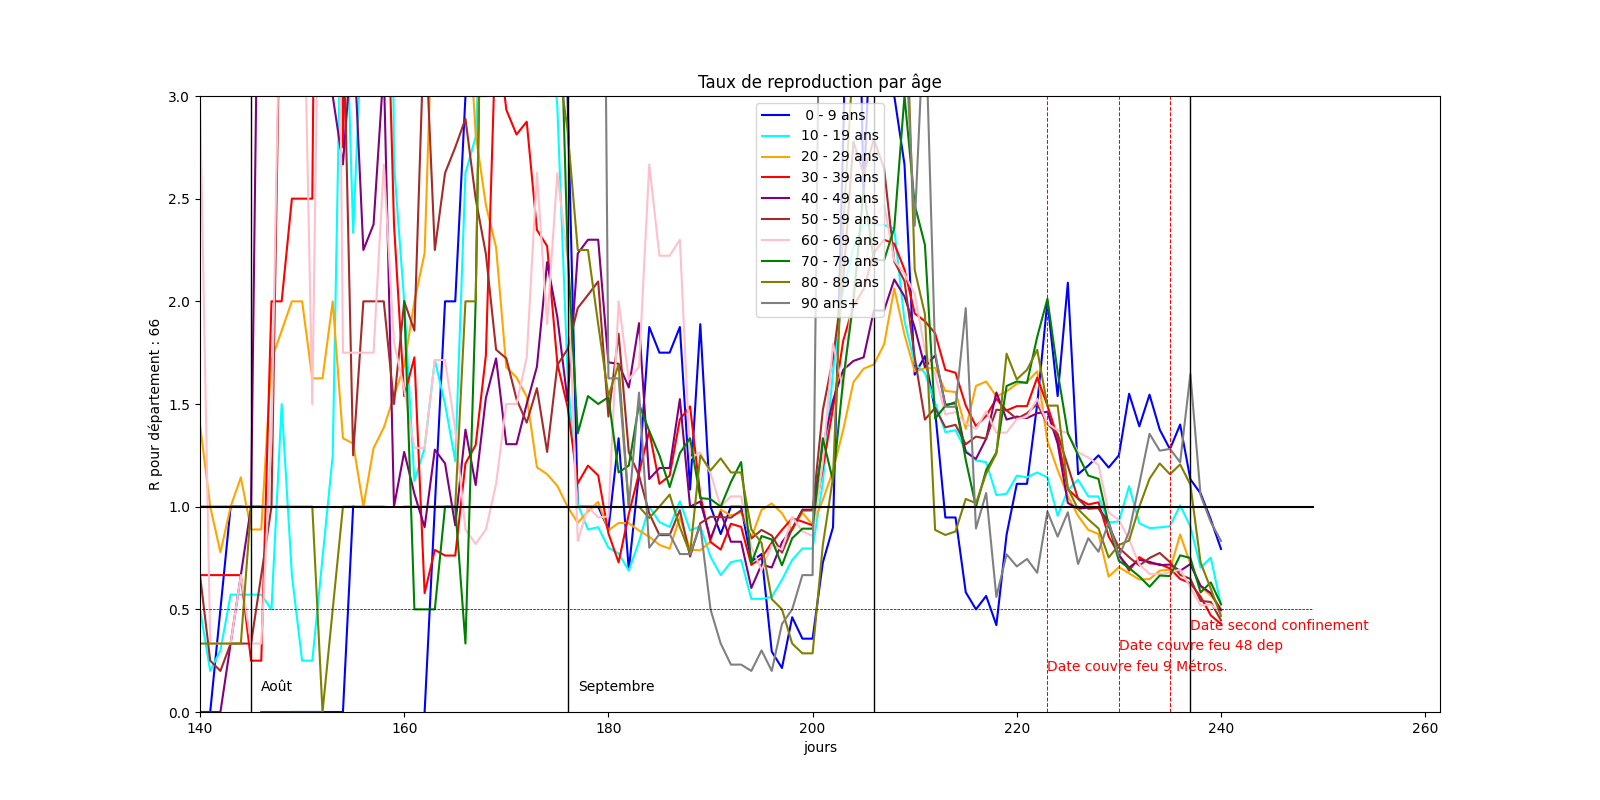 Taux de reproduction par âge
R pour département : 66
3.0
2.5
2.0
1.5
1.0
0.5
0.0
0 - 9 ans
10 - 19 ans
20 - 29 ans
30 - 39 ans
40 - 49 ans
50 - 59 ans
60 - 69 ans
70 - 79 ans
80 - 89 ans
90 ans+
Date second confinement
Date couvre feu 48 dep
Date couvre feu 9 Métros.
Août
Septembre
140
160
180
200
220
240
260
jours